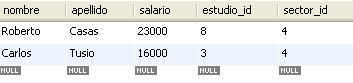 nombre apellido salario estudio_id sector_id
Roberto Casas 23000 8 4
Carlos Tusio 16000 3 4
NULL NULL NULL NULL NULL